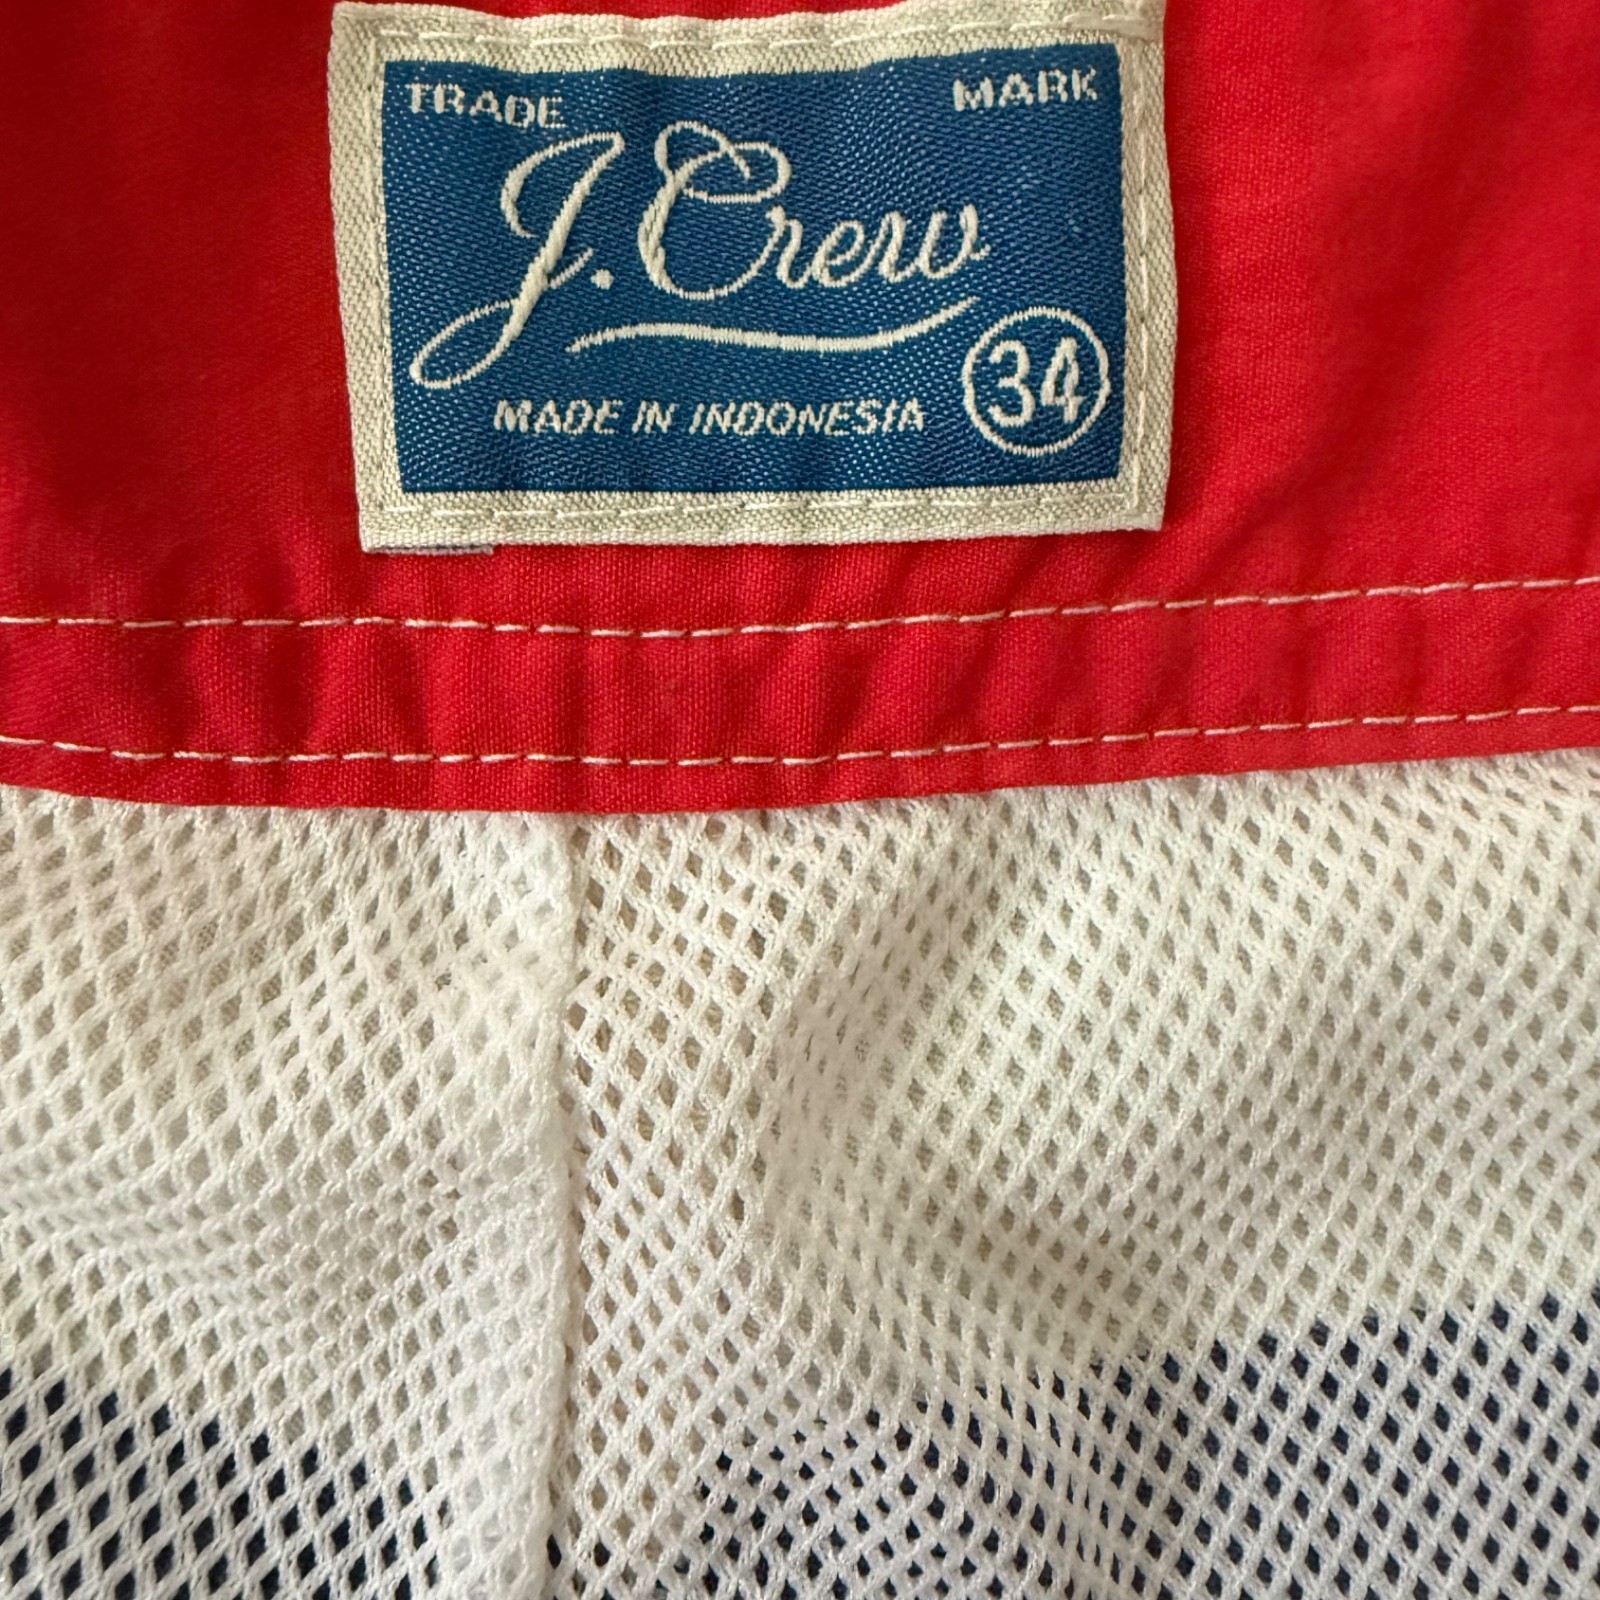 TRADE MARK
J. Crew
34
MADE IN INDONESIA